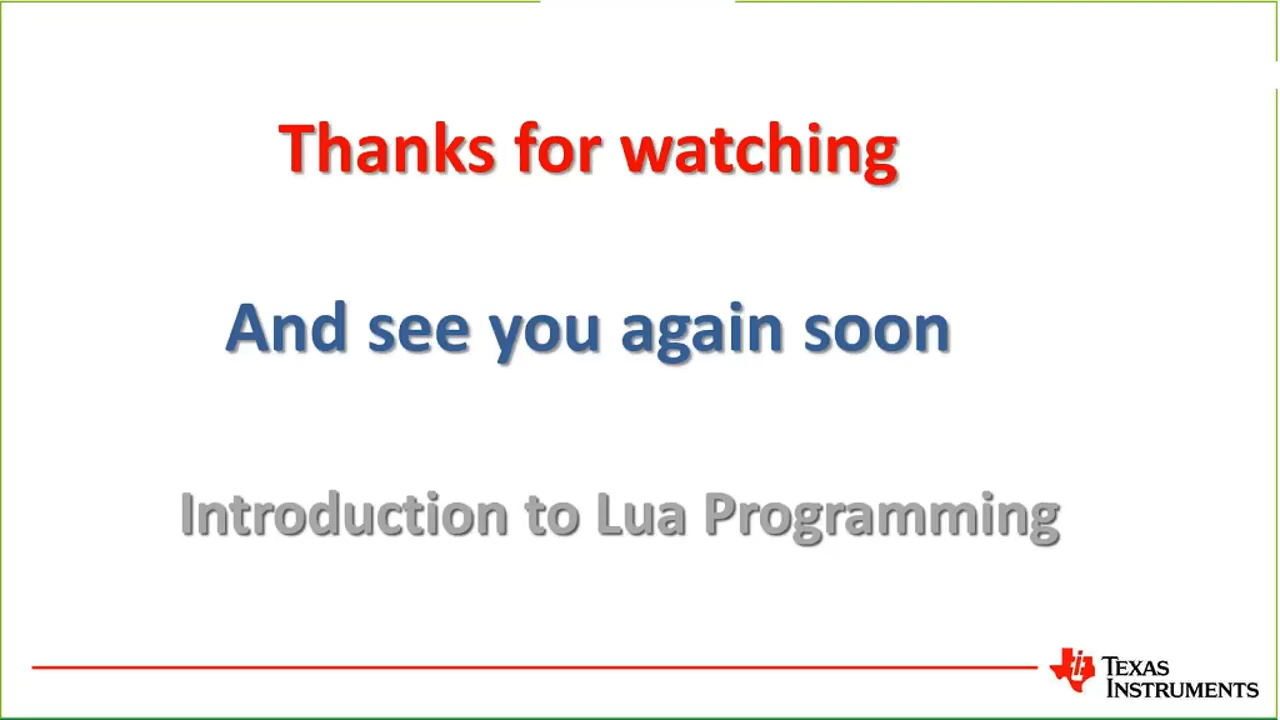 Thanks for watching
And see you again soon
Introduction to Lua Programming
TEXAS
INSTRUMENTS